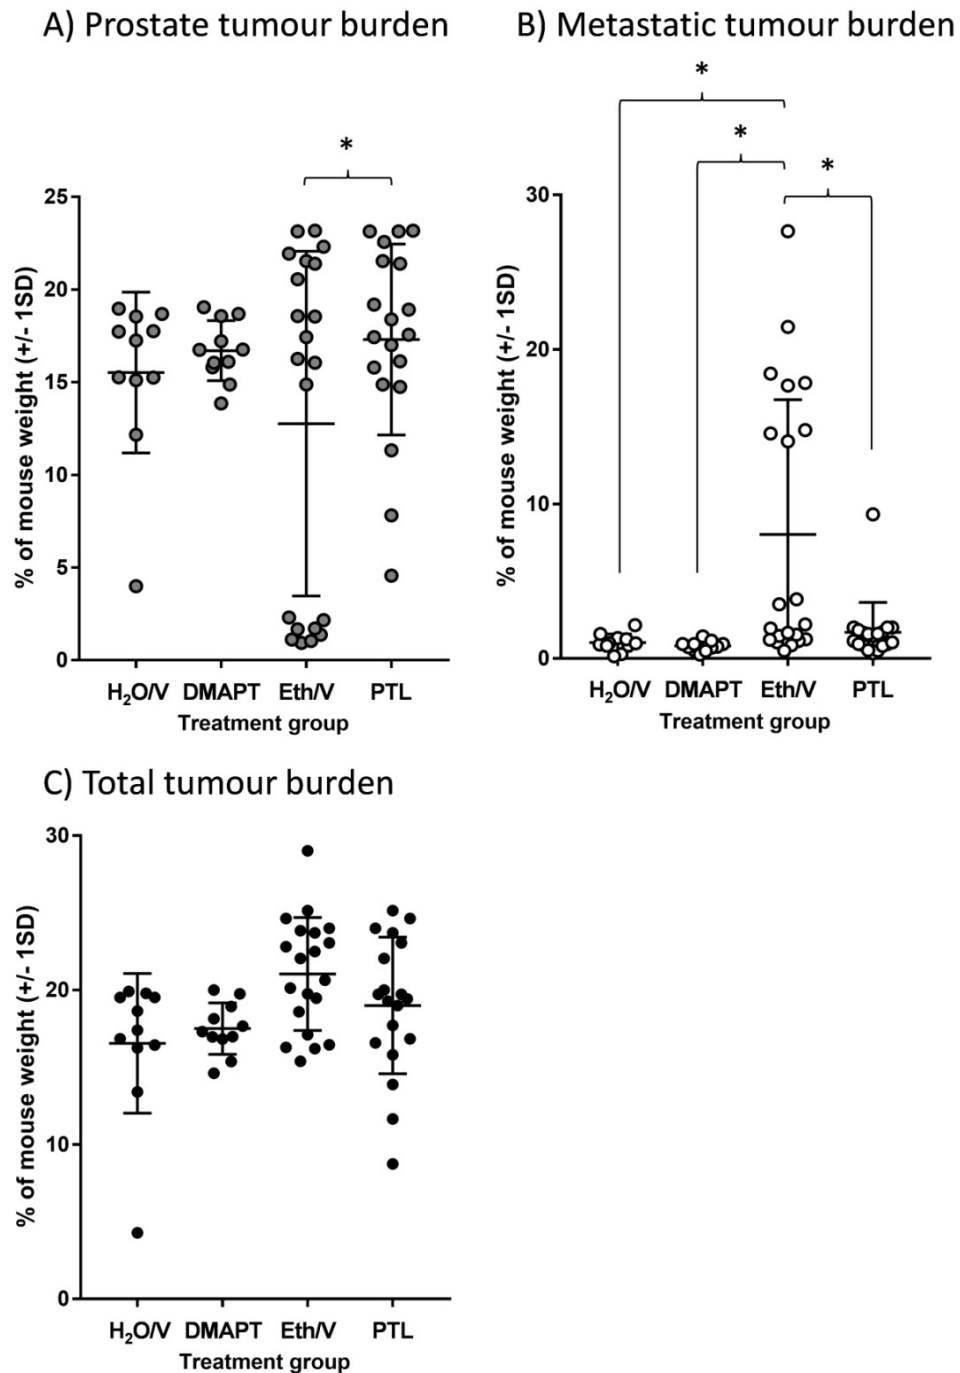 A) Prostate tumour burden
*
% of mouse weight (+/- 1SD)
25
20
15
10
5
0
H₂O/V DMAPT Eth/V PTL
Treatment group
B) Metastatic tumour burden
*
*
*
% of mouse weight (+/- 1SD)
30
20
10
0
H₂O/V DMAPT Eth/V PTL
Treatment group
C) Total tumour burden
% of mouse weight (+/- 1SD)
30
20
10
0
H₂O/V DMAPT Eth/V PTL
Treatment group